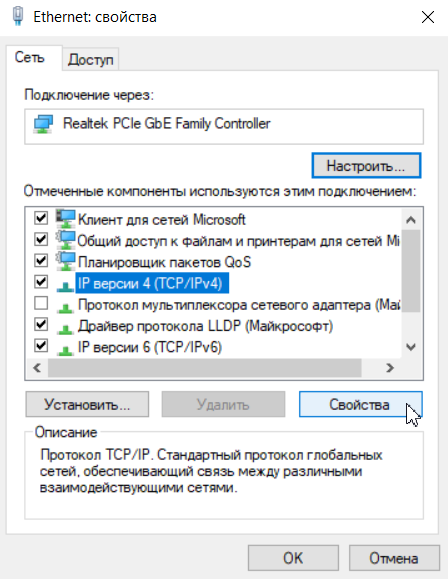 Ethernet: свойства
Сеть
Доступ
Подключение через:
Realtek PCIe GbE Family Controller
Настроить...
Отмеченные компоненты используются этим подключением:
Клиент для сетей Microsoft
Общий доступ к файлам и принтерам для сетей Mi
Планировщик пакетов QoS
IP версии 4 (TCP/IPv4)
Протокол мультиплексора сетевого адаптера (Май
Драйвер протокола LLDP (Майкрософт)
IP версии 6 (TCP/IPv6)
Установить...
Удалить
Свойства
Описание
Протокол TCP/IP. Стандартный протокол глобальных
сетей, обеспечивающий связь между различными
взаимодействующими сетями.
OK
Отмена